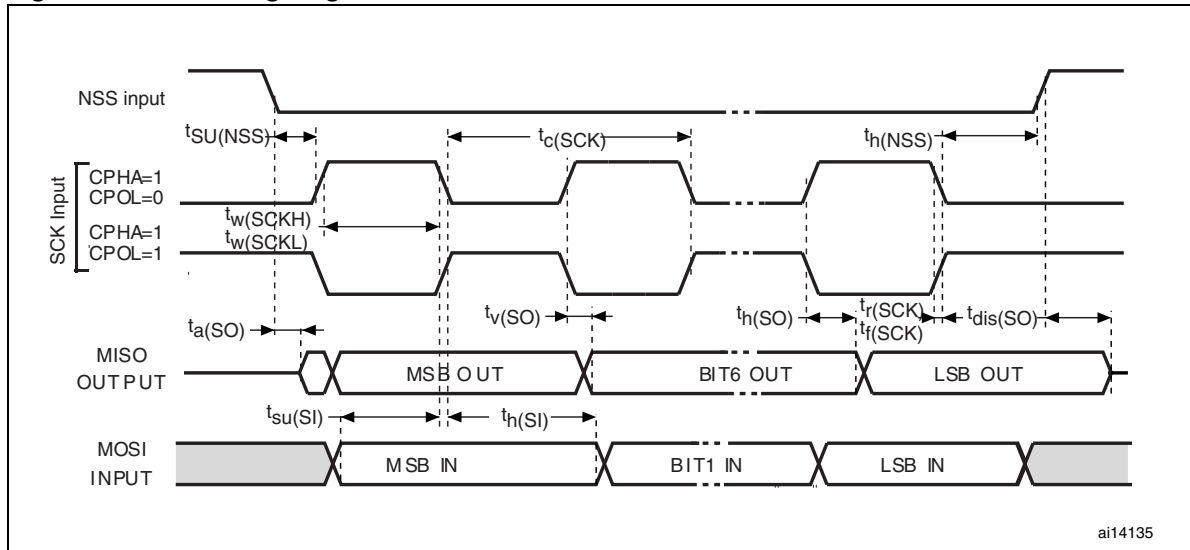 NSS input
tSU(NSS)
tc(SCK)
th(NSS)
SCK Input
CPHA=1
CPOL=0
tw(SCKH)
CPHA=1
tw(SCKL)
CPOL=1
ta(SO)
tv(SO)
th(SO)
tr(SCK)
tf(SCK)
tdis(SO)
MISO
OUTPUT
MSB OUT
BIT6 OUT
LSB OUT
tsu(SI)
th(SI)
MOSI
INPUT
MSB IN
BIT1 IN
LSB IN
ai14135